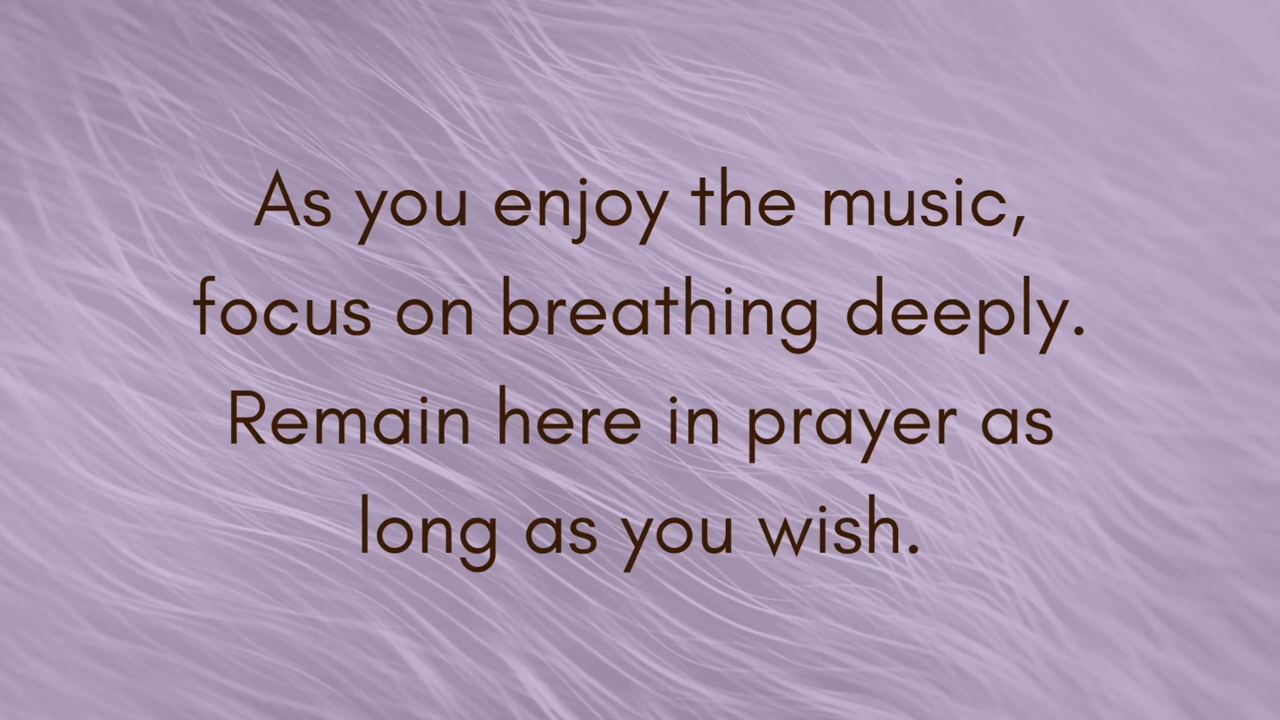 As you enjoy the music,
focus on breathing deeply.
Remain here in prayer as
long as you wish.